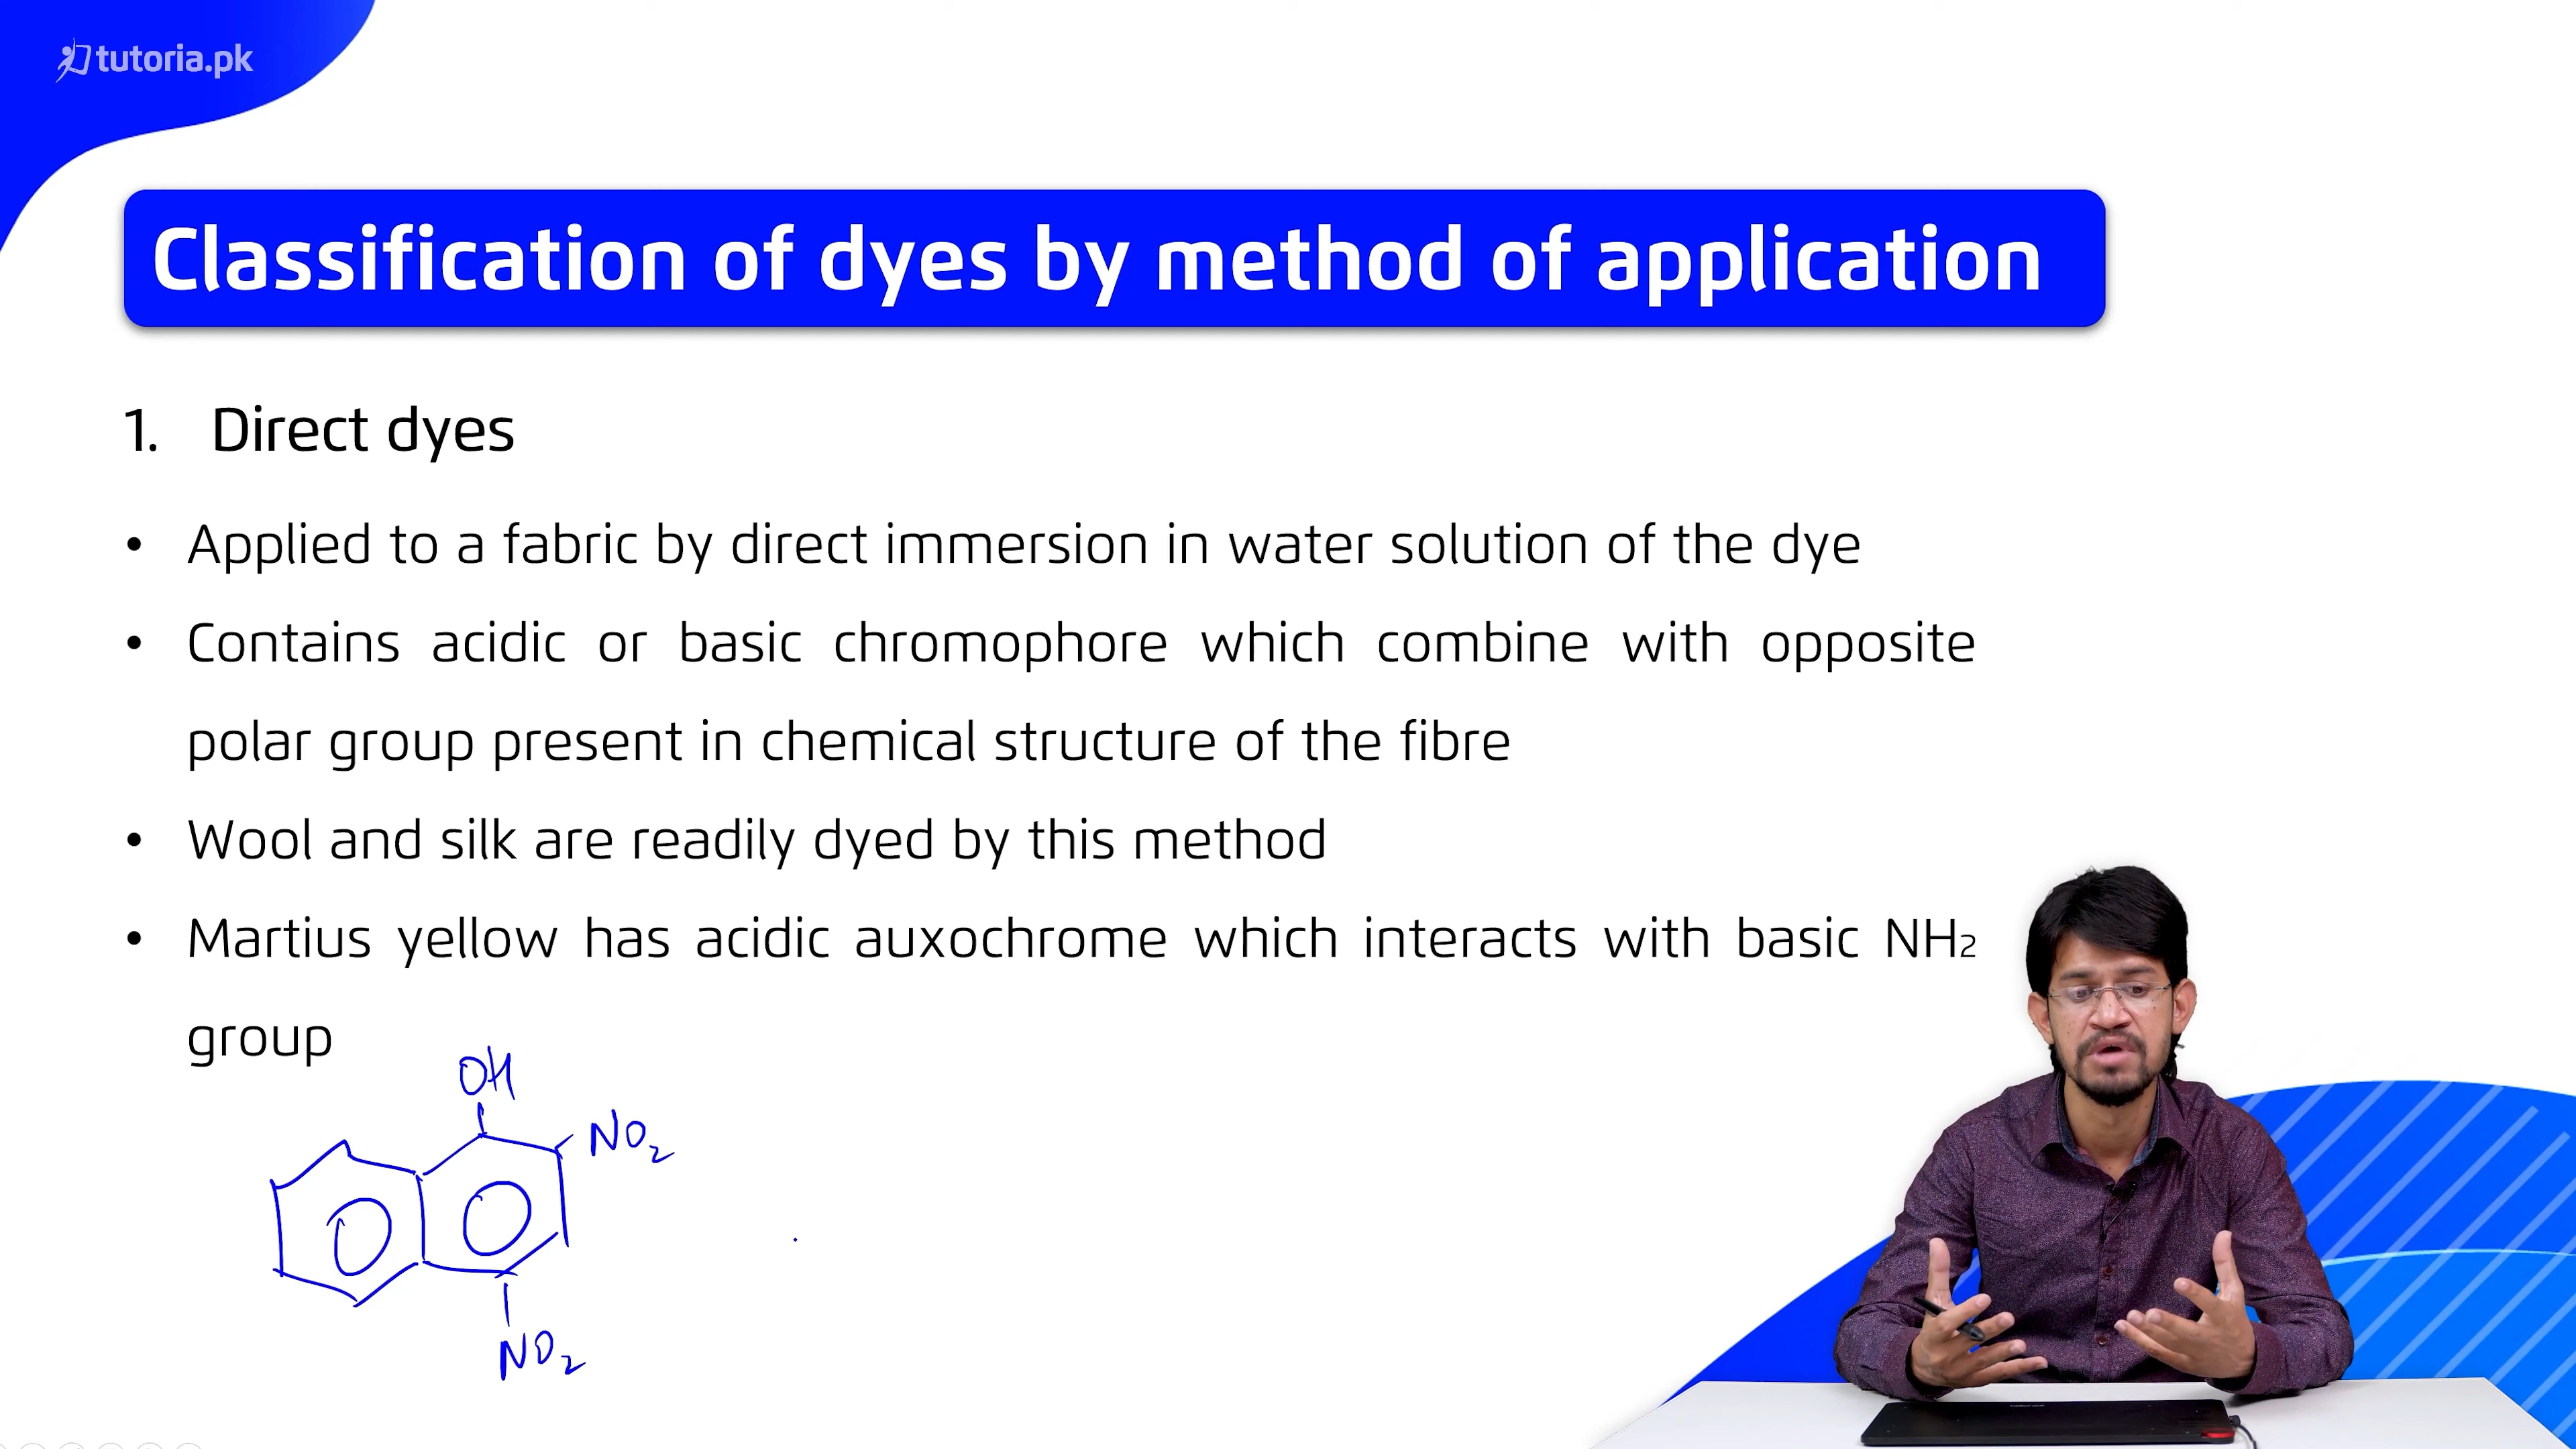 tutoria.pk
Classification of dyes by method of application
1. Direct dyes
• Applied to a fabric by direct immersion in water solution of the dye
• Contains acidic or basic chromophore which combine with opposite
polar group present in chemical structure of the fibre
• Wool and silk are readily dyed by this method
• Martius yellow has acidic auxochrome which interacts with basic NH₂
group
OH
NO₂
NO₂